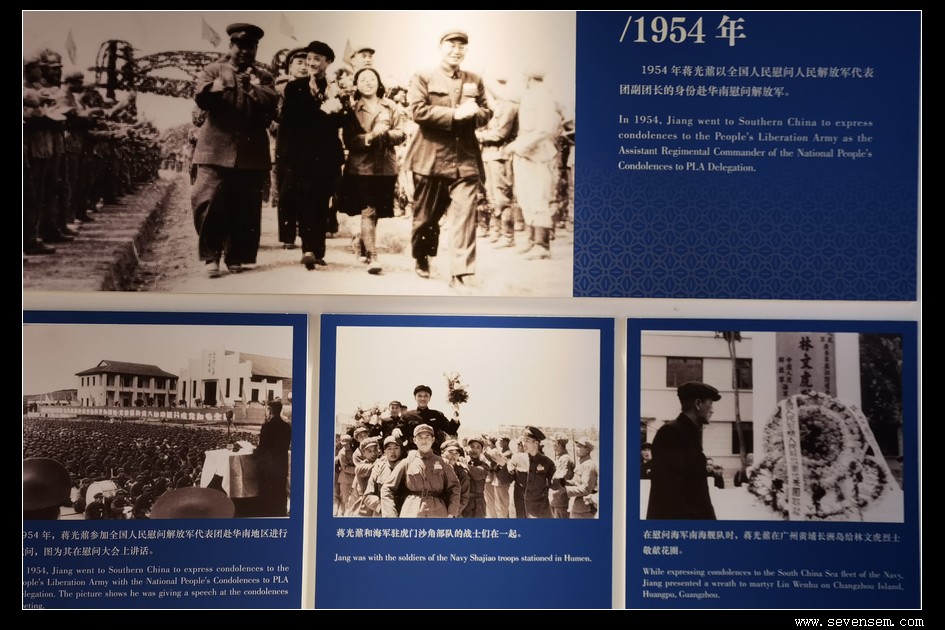 /1954 年
1954 年蒋光鼐以全国人民慰问人民解放军代表
团副团长的身份赴华南慰问解放军。
In 1954, Jiang went to Southern China to express
condolences to the People's Liberation Army as the
Assistant Regimental Commander of the National People's
Condolences to PLA Delegation.
954 年，蒋光鼐参加全国人民慰问解放军代表团赴华南地区进行
问，图为其在慰问大会上讲话。
1954, Jiang went to Southern China to express condolences to the
ople's Liberation Army with the National People's Condolences to PLA
legation. The picture shows he was giving a speech at the condolences
eting.
蒋光鼐和海军驻虎门沙角部队的战士们在一起。
Jang was with the soldiers of the Navy Shajiao troops stationed in Humen.
林文虎
在慰问海军南海舰队时，蒋光鼐在广州黄埔长洲岛给林文虎烈士
敬献花圈。
While expressing condolences to the South China Sea fleet of the Navy,
Jiang presented a wreath to martyr Lin Wenhu on Changzhou Island,
Huangpu, Guangzhou.
www.sevensem.com